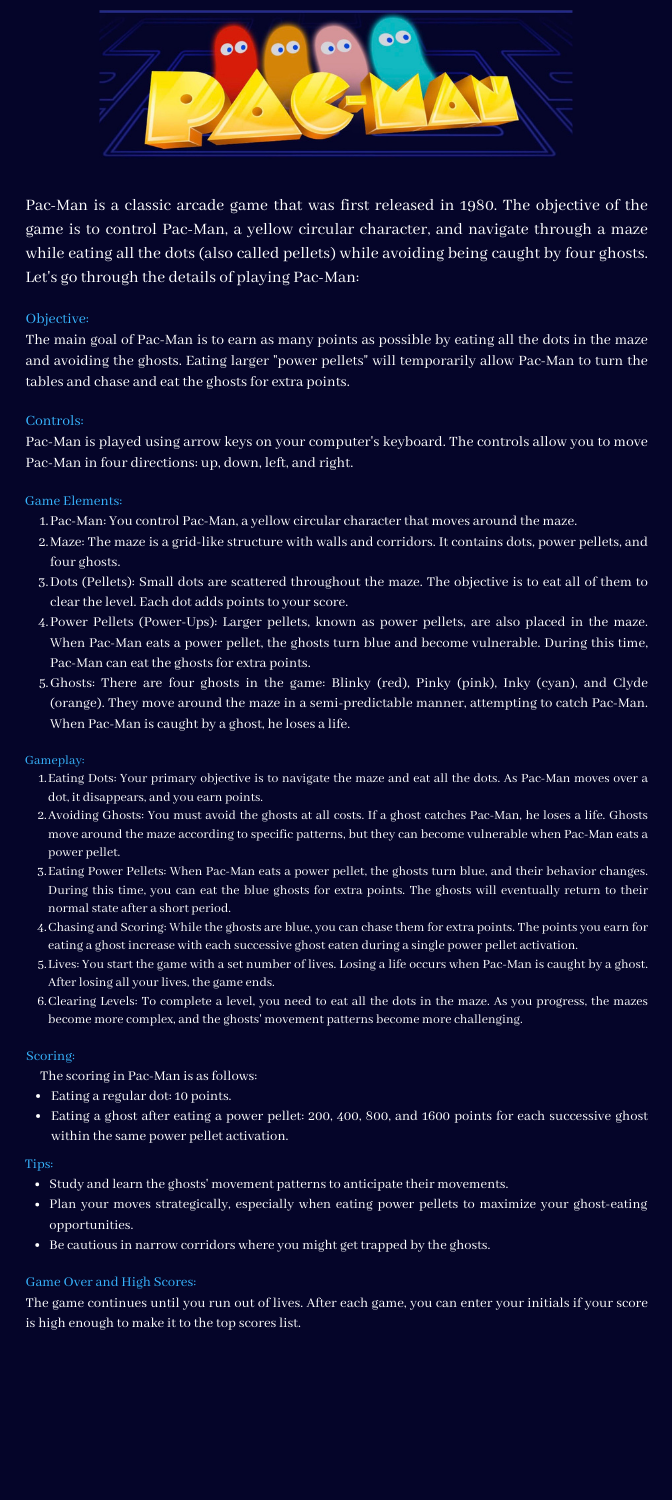 PAC-MAN
Pac-Man is a classic arcade game that was first released in 1980. The objective of the
game is to control Pac-Man, a yellow circular character, and navigate through a maze
while eating all the dots (also called pellets) while avoiding being caught by four ghosts.
Let's go through the details of playing Pac-Man:
Objective:
The main goal of Pac-Man is to earn as many points as possible by eating all the dots in the maze
and avoiding the ghosts. Eating larger "power pellets" will temporarily allow Pac-Man to turn the
tables and chase and eat the ghosts for extra points.
Controls:
Pac-Man is played using arrow keys on your computer's keyboard. The controls allow you to move
Pac-Man in four directions: up, down, left, and right.
Game Elements:
1. Pac-Man: You control Pac-Man, a yellow circular character that moves around the maze.
2. Maze: The maze is a grid-like structure with walls and corridors. It contains dots, power pellets, and
four ghosts.
3. Dots (Pellets): Small dots are scattered throughout the maze. The objective is to eat all of them to
clear the level. Each dot adds points to your score.
4. Power Pellets (Power-Ups): Larger pellets, known as power pellets, are also placed in the maze.
When Pac-Man eats a power pellet, the ghosts turn blue and become vulnerable. During this time,
Pac-Man can eat the ghosts for extra points.
5. Ghosts: There are four ghosts in the game: Blinky (red), Pinky (pink), Inky (cyan), and Clyde
(orange). They move around the maze in a semi-predictable manner, attempting to catch Pac-Man.
When Pac-Man is caught by a ghost, he loses a life.
Gameplay:
1. Eating Dots: Your primary objective is to navigate the maze and eat all the dots. As Pac-Man moves over a
dot, it disappears, and you earn points.
2. Avoiding Ghosts: You must avoid the ghosts at all costs. If a ghost catches Pac-Man, he loses a life. Ghosts
move around the maze according to specific patterns, but they can become vulnerable when Pac-Man eats a
power pellet.
3. Eating Power Pellets: When Pac-Man eats a power pellet, the ghosts turn blue, and their behavior changes.
During this time, you can eat the blue ghosts for extra points. The ghosts will eventually return to their
normal state after a short period.
4. Chasing and Scoring: While the ghosts are blue, you can chase them for extra points. The points you earn for
eating a ghost increase with each successive ghost eaten during a single power pellet activation.
5. Lives: You start the game with a set number of lives. Losing a life occurs when Pac-Man is caught by a ghost.
After losing all your lives, the game ends.
6. Clearing Levels: To complete a level, you need to eat all the dots in the maze. As you progress, the mazes
become more complex, and the ghosts' movement patterns become more challenging.
Scoring:
The scoring in Pac-Man is as follows:
• Eating a regular dot: 10 points.
• Eating a ghost after eating a power pellet: 200, 400, 800, and 1600 points for each successive ghost
within the same power pellet activation.
Tips:
• Study and learn the ghosts' movement patterns to anticipate their movements.
• Plan your moves strategically, especially when eating power pellets to maximize your ghost-eating
opportunities.
• Be cautious in narrow corridors where you might get trapped by the ghosts.
Game Over and High Scores:
The game continues until you run out of lives. After each game, you can enter your initials if your score
is high enough to make it to the top scores list.